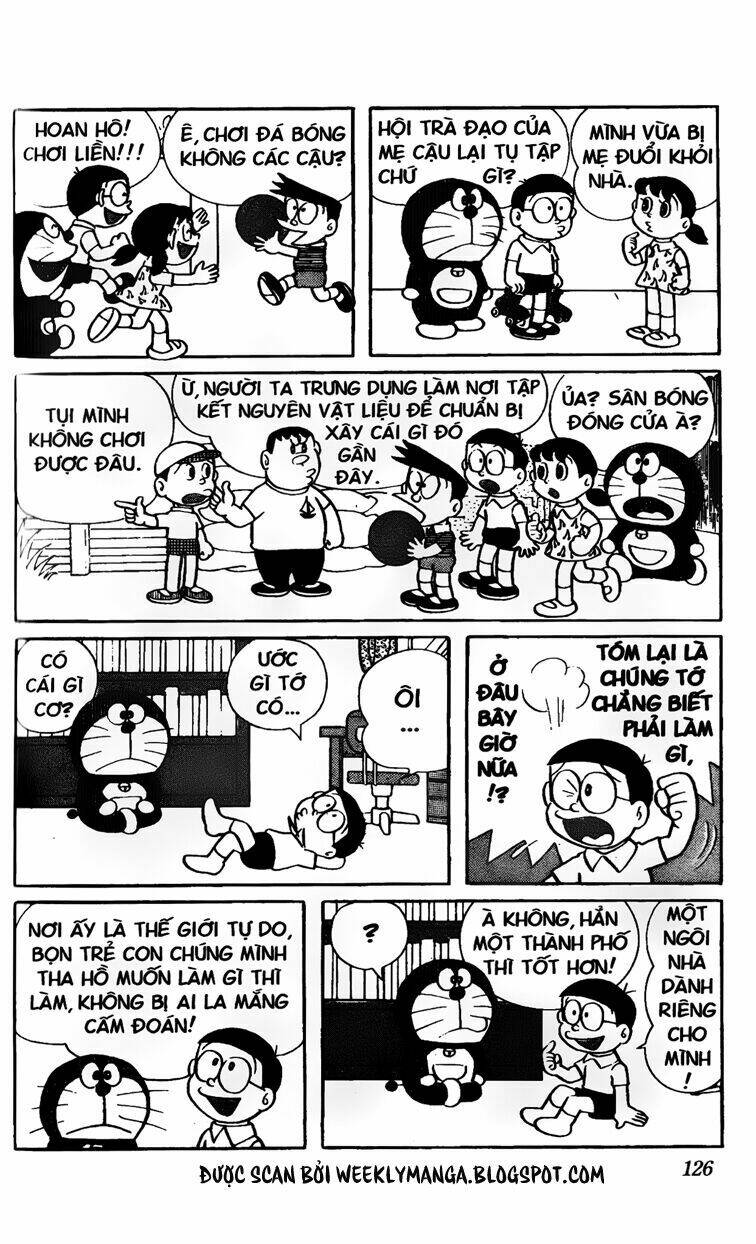 MÌNH VỪA BỊ
MẸ ĐUỔI KHỎI
NHÀ.
HỘI TRÀ ĐẠO CỦA
MẸ CẬU LẠI TỤ TẬP
CHỨ GÌ?
Ê, CHƠI ĐÁ BÓNG
KHÔNG CÁC CẬU?
HOAN HÔ!
CHƠI LIỀN!!!
ỦA? SÂN BÓNG
ĐÓNG CỬA À?
Ừ, NGƯỜI TA TRƯNG DỤNG LÀM NƠI TẬP
KẾT NGUYÊN VẬT LIỆU ĐỂ CHUẨN BỊ
XÂY CÁI GÌ ĐÓ
GẦN
ĐÂY.
TỤI MÌNH
KHÔNG CHƠI
ĐƯỢC ĐÂU.
TÓM LẠI LÀ
CHÚNG TỚ
CHẲNG BIẾT
PHẢI LÀM
GÌ,
Ở
ĐÂU
BÂY
GIỜ
NỮA
!?
ÔI
...
ƯỚC
GÌ TỚ
CÓ...
CÓ
CÁI GÌ
CƠ?
MỘT
NGÔI
NHÀ
DÀNH
RIÊNG
CHO
MÌNH
!
À KHÔNG, HẲN
MỘT THÀNH PHỐ
THÌ TỐT HƠN!
?
NƠI ẤY LÀ THẾ GIỚI TỰ DO,
BỌN TRẺ CON CHÚNG MÌNH
THA HỒ MUỐN LÀM GÌ THÌ
LÀM, KHÔNG BỊ AI LA MẮNG
CẤM ĐOÁN!
ĐƯỢC SCAN BỞI WEEKLYMANGA.BLOGSPOT.COM
126